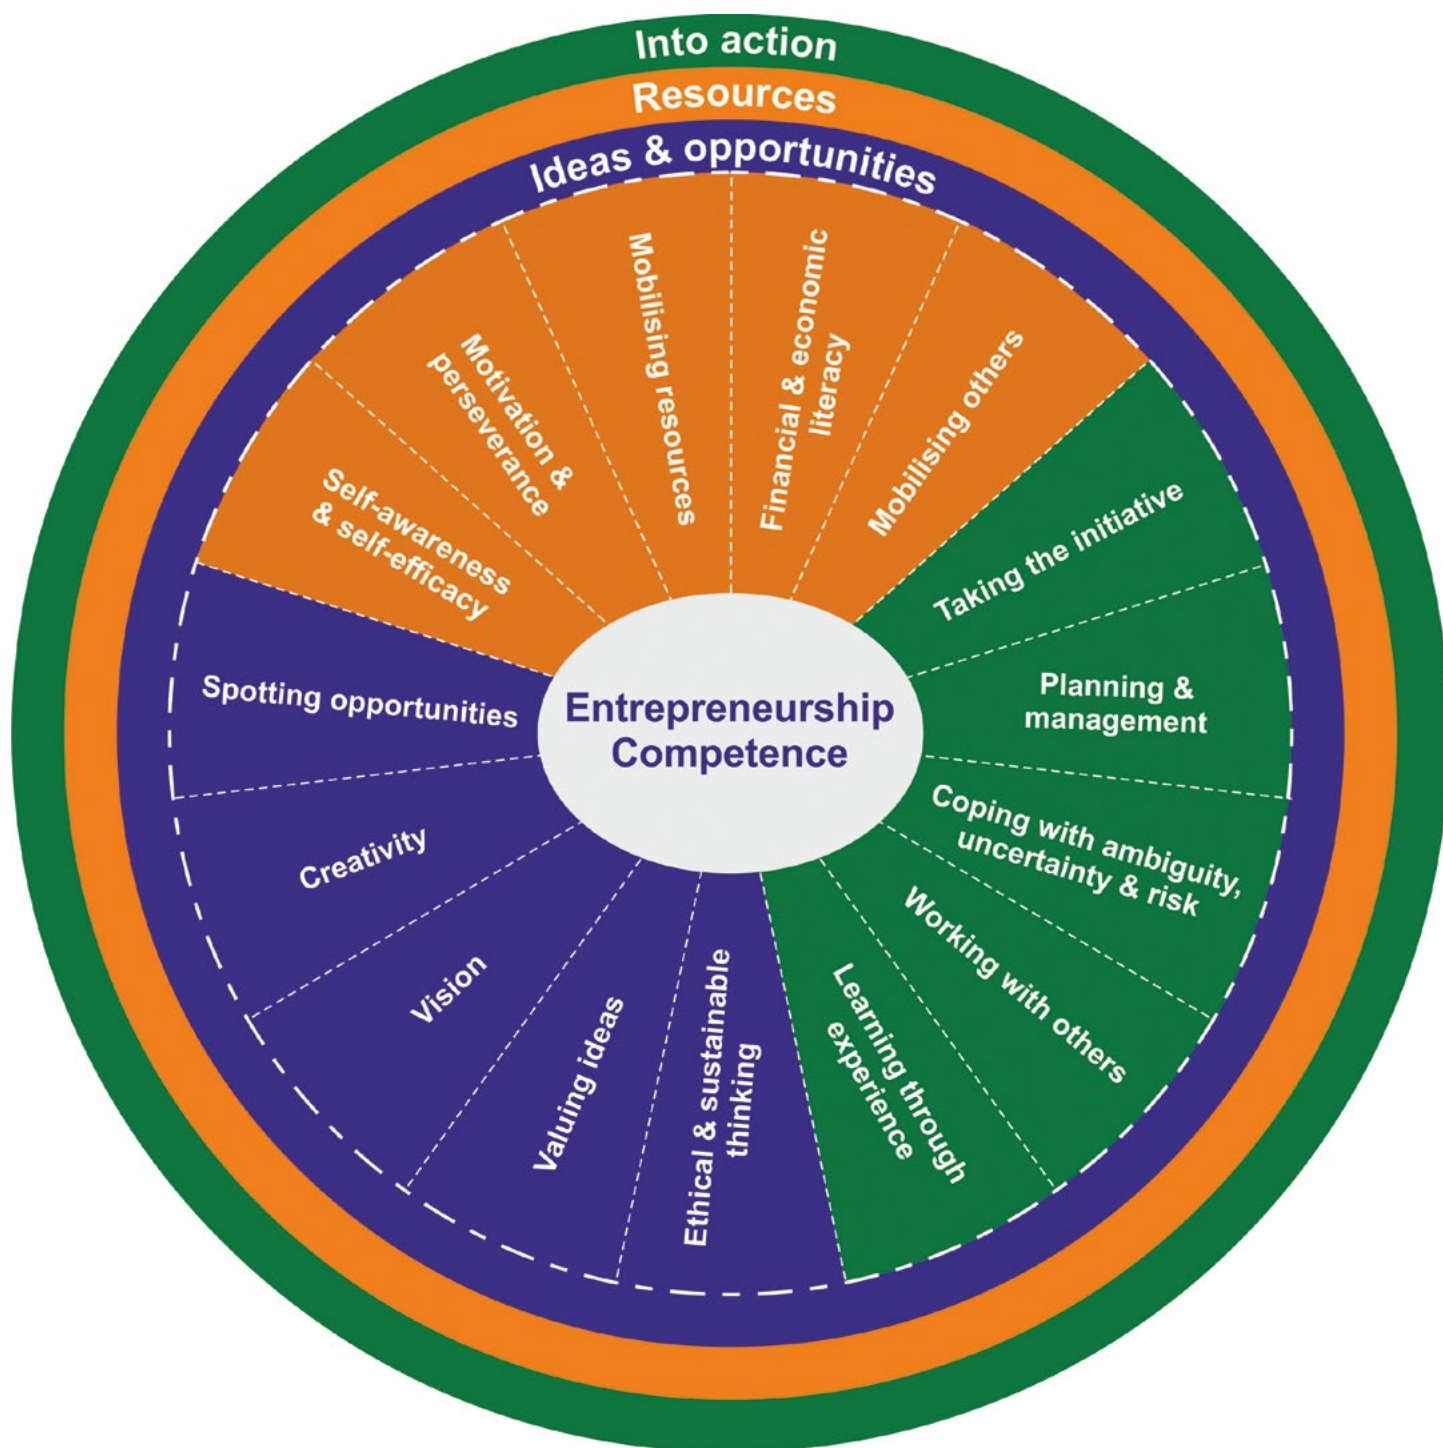 Into action
Resources
Ideas & opportunities
Self-awareness
& self-efficacy
Motivation &
perseverance
Mobilising resources
Financial & economic
literacy
Mobilising others
Taking the initiative
Planning &
management
Coping with ambiguity,
uncertainty & risk
Working with others
Learning through
experience
Ethical & sustainable
thinking
Valuing ideas
Vision
Creativity
Spotting opportunities
Entrepreneurship
Competence